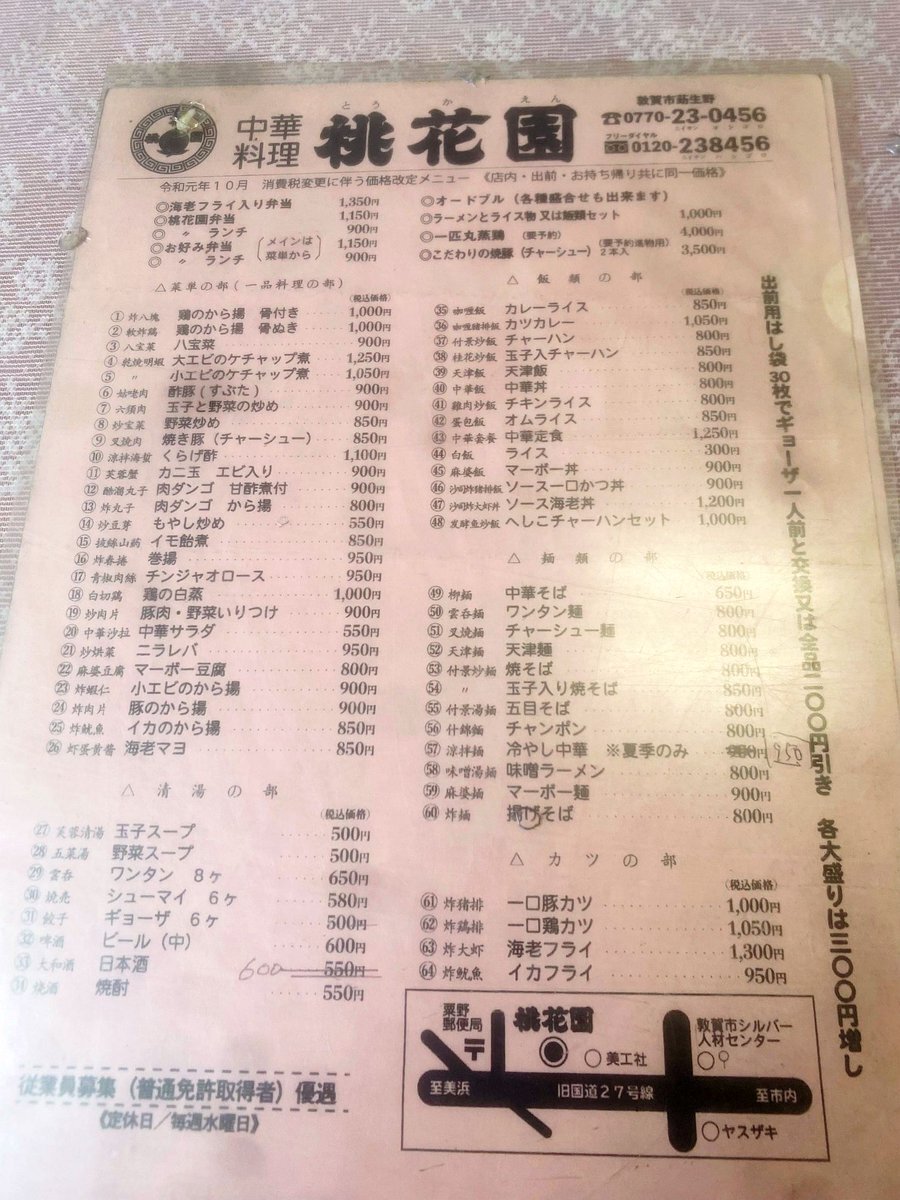 中華料理
とうかえん
桃花園
敦賀市莇生野
☎0770-23-0456
ニイサン オシゴロ
フリーダイヤル
0120-238456
ニイサンハシゴロ
令和元年10月 消費税変更に伴う価格改定メニュー 《店内・出前・お持ち帰り共に同一価格》
◎海老フライ入り弁当 1,350円
◎桃花園弁当 1,150円
◎ 〃 ランチ 900円
◎お好み弁当 (メインは菜単から) 1,150円
◎ 〃 ランチ 900円
◎オードブル(各種盛合せも出来ます)
◎ラーメンとライス物 又は飯類セット 1,000円
◎一匹丸蒸鶏 (要予約) 4,000円
◎こだわりの焼豚(チャーシュー)(要予約進物用)2本入 3,500円
△菜単の部(一品料理の部)
(税込価格)
① 炸八塊 鶏のから揚 骨付き 1,000円
② 軟炸鶏 鶏のから揚 骨ぬき 1,000円
③ 八宝菜 八宝菜 900円
④ 乾焼明蝦 大エビのケチャップ煮 1,250円
⑤ 〃 小エビのケチャップ煮 1,050円
⑥ 姑咾肉 酢豚(すぶた) 900円
⑦ 六須肉 玉子と野菜の炒め 900円
⑧ 炒宝菜 野菜炒め 850円
⑨ 叉焼肉 焼き豚(チャーシュー) 850円
⑩ 涼拌海蜇 くらげ酢 1,100円
⑪ 芙蓉蟹 カニ玉 エビ入り 900円
⑫ 醋溜丸子 肉ダンゴ 甘酢煮付 900円
⑬ 炸丸子 肉ダンゴ から揚 800円
⑭ 炒豆芽 もやし炒め 550円
⑮ 抜絲山葯 イモ飴煮 850円
⑯ 炸春捲 巻揚 950円
⑰ 青椒肉絲 チンジャオロース 950円
⑱ 白切鶏 鶏の白蒸 1,000円
⑲ 炒肉片 豚肉・野菜いりつけ 900円
⑳ 中華沙拉 中華サラダ 550円
㉑ 炒烘菜 ニラレバ 950円
㉒ 麻婆豆腐 マーボー豆腐 800円
㉓ 炸蝦仁 小エビのから揚 900円
㉔ 炸肉片 豚のから揚 900円
㉕ 炸魷魚 イカのから揚 850円
㉖ 虾蛋黄酱 海老マヨ 850円
△清湯の部
(税込価格)
㉗ 芙蓉清湯 玉子スープ 500円
㉘ 五菜湯 野菜スープ 500円
㉙ 雲呑 ワンタン 8ヶ 650円
㉚ 焼売 シューマイ 6ヶ 580円
㉛ 餃子 ギョーザ 6ヶ 500円
㉜ 啤酒 ビール(中) 600円
㉝ 大和酒 日本酒 600 550円
㉞ 焼酒 焼酎 550円
従業員募集(普通免許取得者)優遇
《定休日/毎週水曜日》
△飯類の部
(税込価格)
㉟ 咖喱飯 カレーライス 850円
㊱ 咖喱猪排飯 カツカレー 1,050円
㊲ 付景炒飯 チャーハン 800円
㊳ 桂花炒飯 玉子入チャーハン 850円
㊴ 天津飯 天津飯 800円
㊵ 中華飯 中華丼 800円
㊶ 雞肉炒飯 チキンライス 800円
㊷ 蛋包飯 オムライス 850円
㊸ 中華套餐 中華定食 1,250円
㊹ 白飯 ライス 300円
㊺ 麻婆飯 マーボー丼 900円
㊻ 沙司炸猪排飯 ソース一口かつ丼 900円
㊼ 沙司炸大虾丼 ソース海老丼 1,200円
㊽ 发酵魚炒飯 へしこチャーハンセット 1,000円
△麺類の部
(税込価格)
㊾ 柳麺 中華そば 650円
㊿ 雲呑麺 ワンタン麺 800円
51 叉焼麺 チャーシュー麺 800円
52 天津麺 天津麺 800円
53 付景炒麺 焼そば 800円
54 〃 玉子入り焼そば 850円
55 付景湯麺 五目そば 800円
56 什錦麺 チャンポン 800円
57 涼拌麺 冷やし中華 ※夏季のみ 950
58 味噌湯麺 味噌ラーメン 800円
59 麻婆麺 マーボー麺 900円
60 炸麺 揚げそば 800円
△カツの部
(税込価格)
61 炸猪排 一口豚カツ 1,000円
62 炸鶏排 一口鶏カツ 1,050円
63 炸大虾 海老フライ 1,300円
64 炸魷魚 イカフライ 950円
出前用はし袋30枚でギョーザ一人前と交換又は全品二〇〇円引き 各大盛りは三〇〇円増し
粟野郵便局
〒
桃花園
美工社
敦賀市シルバー人材センター
至美浜
旧国道27号線
至市内
ヤスザキ